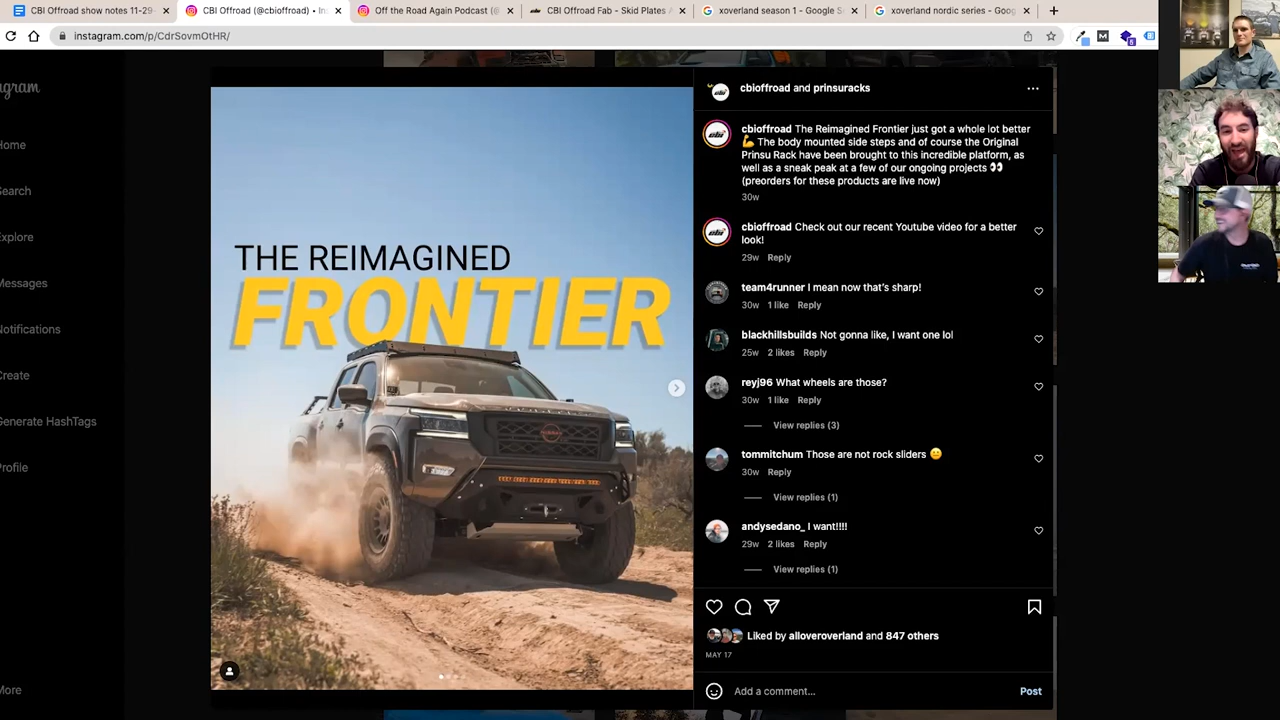 CBI Offroad show notes 11-29-
CBI Offroad (@cbioffroad) • Ins
Off the Road Again Podcast (@
CBI Offroad Fab - Skid Plates A
xoverland season 1 - Google S
xoverland nordic series - Goog
instagram.com/p/CdrSovmOtHR/
agram
Home
Search
Explore
Messages
Notifications
Create
Generate HashTags
Profile
More
THE REIMAGINED
FRONTIER
cbioffroad and prinsuracks
cbioffroad The Reimagined Frontier just got a whole lot better
💪 The body mounted side steps and of course the Original
Prinsu Rack have been brought to this incredible platform, as
well as a sneak peak at a few of our ongoing projects 👀
(preorders for these products are live now)
30w
cbioffroad Check out our recent Youtube video for a better
look!
29w Reply
team4runner I mean now that's sharp!
30w 1 like Reply
blackhillsbuilds Not gonna like, I want one lol
25w 2 likes Reply
reyj96 What wheels are those?
30w 1 like Reply
View replies (3)
tommitchum Those are not rock sliders 😐
30w Reply
View replies (1)
andysedano_ I want!!!!
29w 2 likes Reply
View replies (1)
Liked by alloveroverland and 847 others
MAY 17
Add a comment...
Post